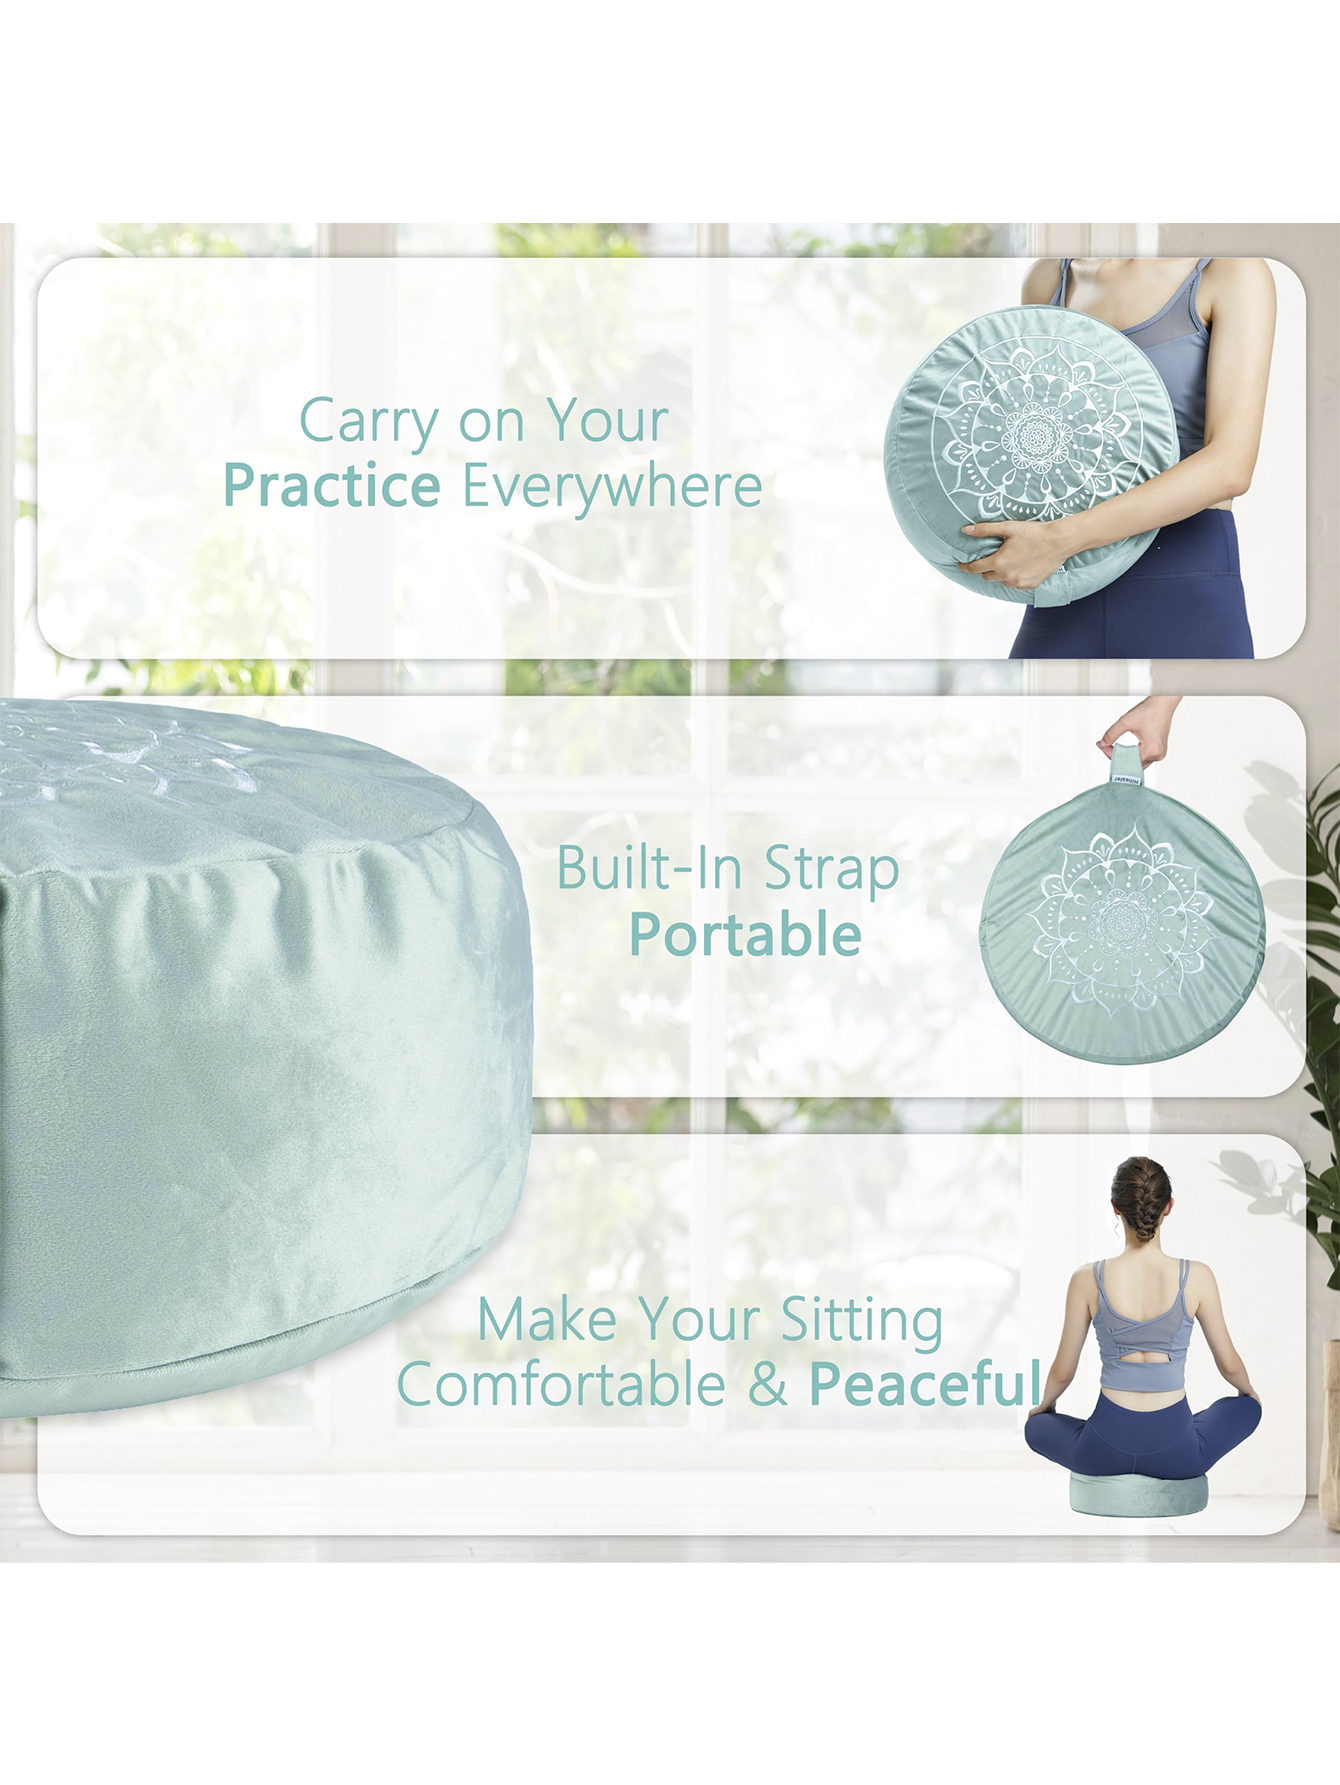 Carry on Your
Practice Everywhere
Built-In Strap
Portable
Make Your Sitting
Comfortable & Peaceful